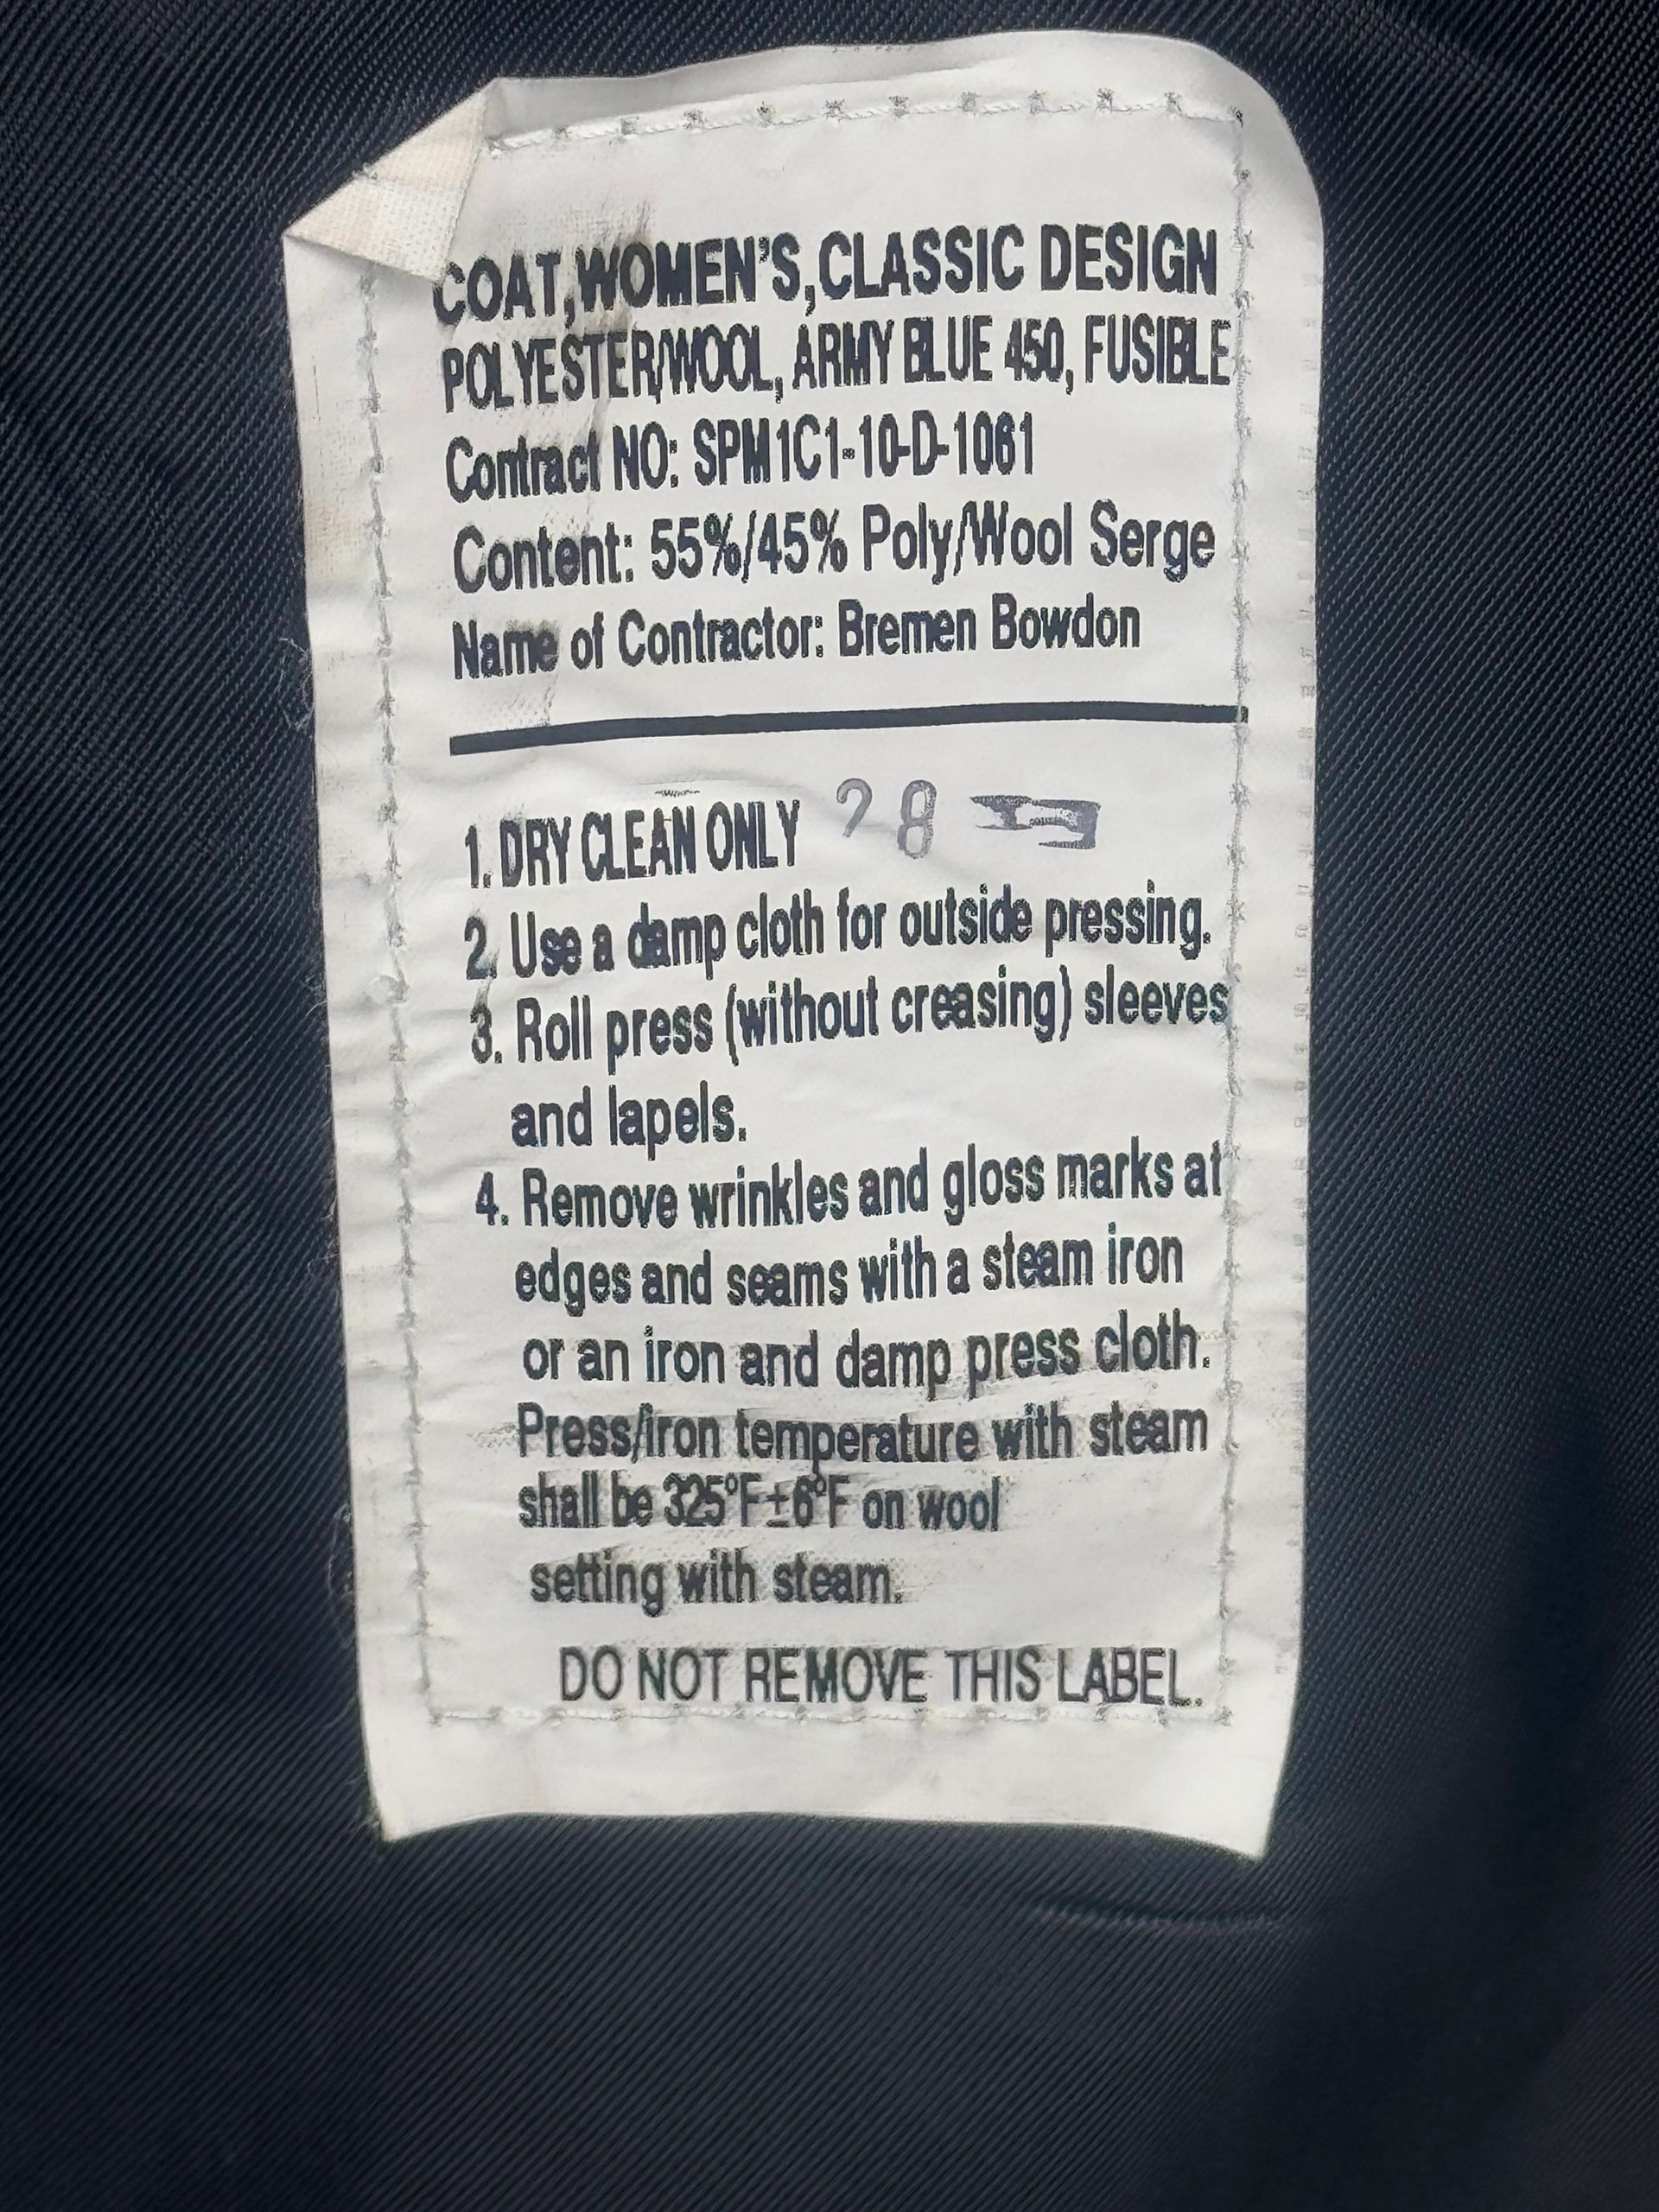 COAT,WOMEN'S,CLASSIC DESIGN
POLYESTER/WOOL, ARMY BLUE 450, FUSIBLE
Contract NO: SPM1C1-10-D-1061
Content: 55%/45% Poly/Wool Serge
Name of Contractor: Bremen Bowdon
1. DRY CLEAN ONLY
2. Use a damp cloth for outside pressing.
3. Roll press (without creasing) sleeves
and lapels.
4. Remove wrinkles and gloss marks at
edges and seams with a steam iron
or an iron and damp press cloth.
Press/iron temperature with steam
shall be 325°F±6°F on wool
setting with steam.
DO NOT REMOVE THIS LABEL.